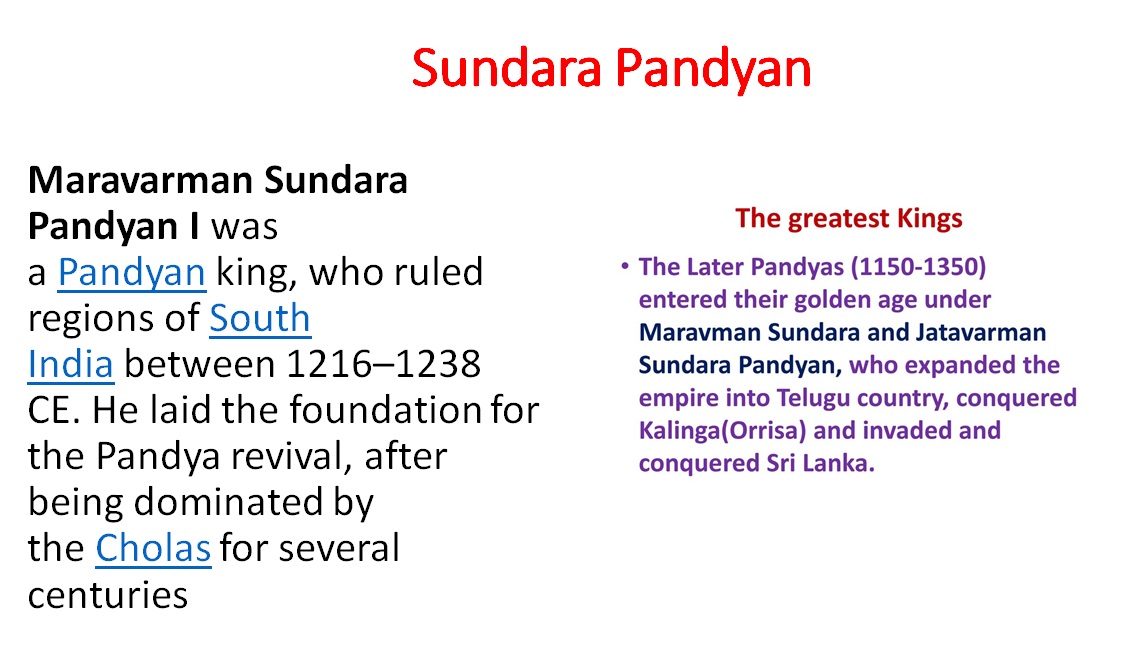 Sundara Pandyan
Maravarman Sundara
Pandyan I was
a Pandyan king, who ruled
regions of South
India between 1216–1238
CE. He laid the foundation for
the Pandya revival, after
being dominated by
the Cholas for several
centuries
The greatest Kings
• The Later Pandyas (1150-1350)
entered their golden age under
Maravman Sundara and Jatavarman
Sundara Pandyan, who expanded the
empire into Telugu country, conquered
Kalinga(Orrisa) and invaded and
conquered Sri Lanka.